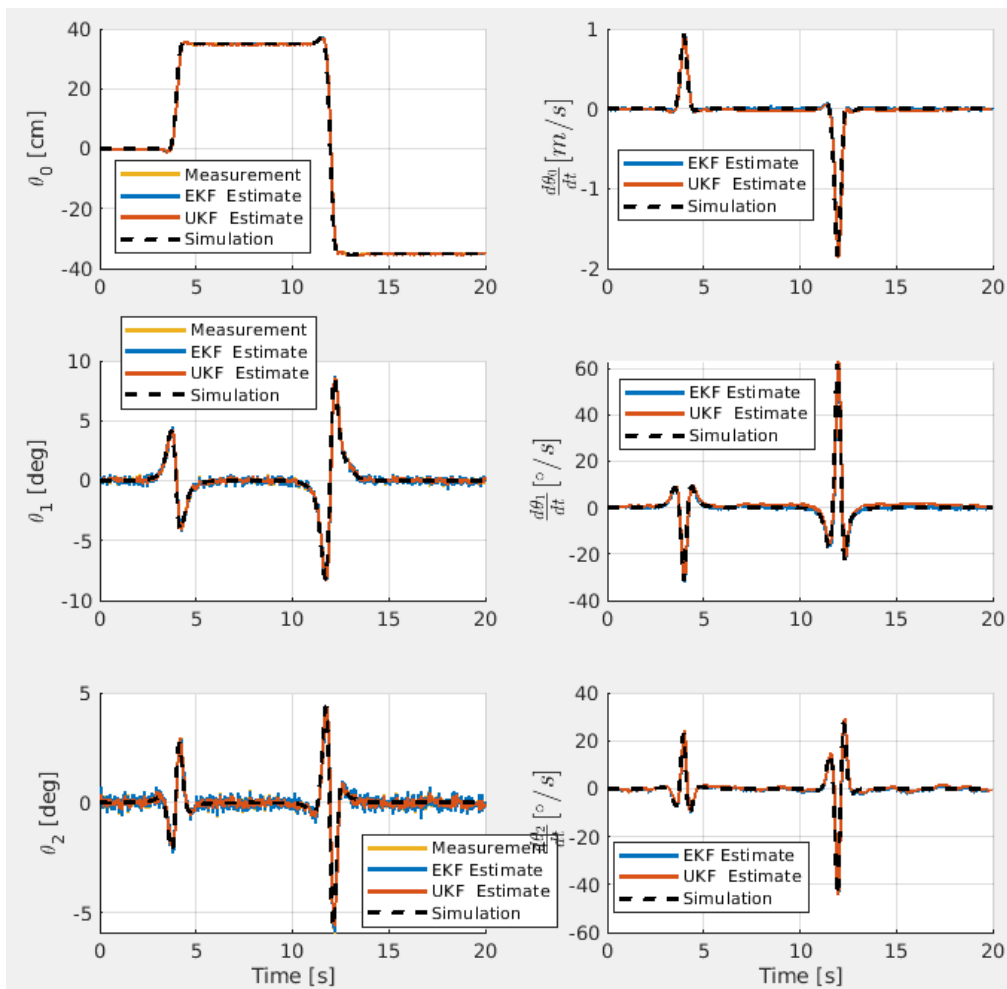 40
20
0
-20
-40
θ₀ [cm]
Measurement
EKF Estimate
UKF Estimate
Simulation
0 5 10 15 20
1
0
-1
-2
dθ₀/dt [m/s]
EKF Estimate
UKF Estimate
Simulation
0 5 10 15 20
Measurement
EKF Estimate
UKF Estimate
Simulation
10
5
0
-5
-10
θ₁ [deg]
0 5 10 15 20
60
40
20
0
-20
-40
dθ₁/dt [○/s]
EKF Estimate
UKF Estimate
Simulation
0 5 10 15 20
5
0
-5
θ₂ [deg]
Measurement
EKF Estimate
UKF Estimate
Simulation
0 5 10 15 20
Time [s]
40
20
0
-20
-40
-60
dθ₂/dt [○/s]
EKF Estimate
UKF Estimate
Simulation
0 5 10 15 20
Time [s]